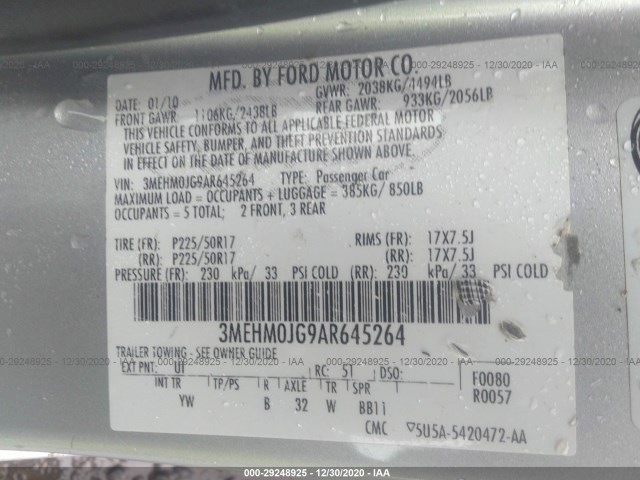 000-29248925 - 12/30/2020 - IAA
MFD. BY FORD MOTOR CO.
DATE: 01/10 GVWR: 2038KG/4494LB
FRONT GAWR: 1106KG/2438LB REAR GAWR: 933KG/2056LB
THIS VEHICLE CONFORMS TO ALL APPLICABLE FEDERAL MOTOR
VEHICLE SAFETY, BUMPER, AND THEFT PREVENTION STANDARDS
IN EFFECT ON THE DATE OF MANUFACTURE SHOWN ABOVE.
VIN: 3MEHM0JG9AR645264 TYPE: Passenger Car
MAXIMUM LOAD = OCCUPANTS + LUGGAGE = 385KG/ 850LB
OCCUPANTS = 5 TOTAL; 2 FRONT, 3 REAR
TIRE (FR): P225/50R17 RIMS (FR): 17X7.5J
(RR): P225/50R17 (RR): 17X7.5J
PRESSURE (FR): 230 kPa/ 33 PSI COLD (RR): 230 kPa/ 33 PSI COLD
3MEHM0JG9AR645264
TRAILER TOWING - SEE OWNER GUIDE
EXT PNT: UI RC: 51 DSO: F0080
INT TR TP/PS R AXLE TR SPR R0057
YW B 32 W BB11
CMC 5U5A-5420472-AA
000-29248925 - 12/30/2020 - IAA